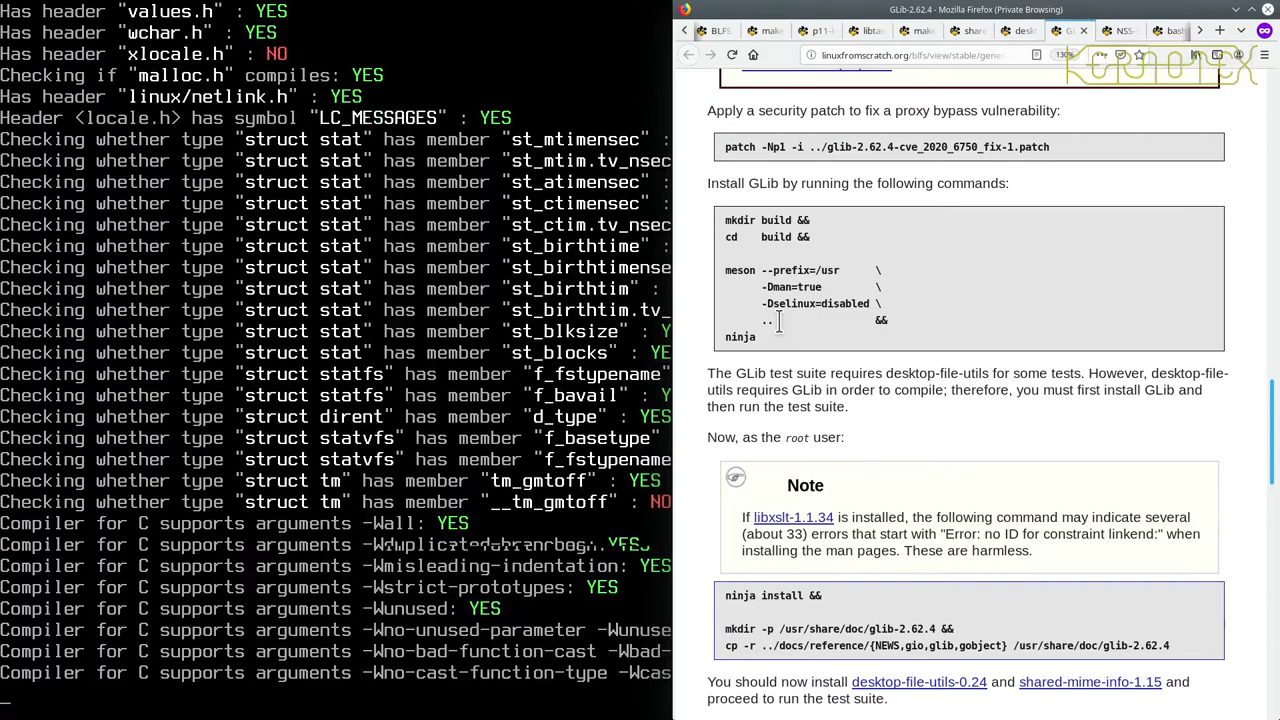 Has header "values.h" : YES
Has header "wchar.h" : YES
Has header "xlocale.h" : NO
Checking if "malloc.h" compiles: YES
Has header "linux/netlink.h" : YES
Header <locale.h> has symbol "LC_MESSAGES" : YES
Checking whether type "struct stat" has member "st_mtimensec" :
Checking whether type "struct stat" has member "st_mtim.tv_nsec
Checking whether type "struct stat" has member "st_atimensec" :
Checking whether type "struct stat" has member "st_ctimensec" :
Checking whether type "struct stat" has member "st_ctim.tv_nsec
Checking whether type "struct stat" has member "st_birthtime" :
Checking whether type "struct stat" has member "st_birthtimense
Checking whether type "struct stat" has member "st_birthtim" :
Checking whether type "struct stat" has member "st_birthtim.tv_
Checking whether type "struct stat" has member "st_blksize" : Y
Checking whether type "struct stat" has member "st_blocks" : YE
Checking whether type "struct statfs" has member "f_fstypename"
Checking whether type "struct statfs" has member "f_bavail" : Y
Checking whether type "struct dirent" has member "d_type" : YES
Checking whether type "struct statvfs" has member "f_basetype"
Checking whether type "struct statvfs" has member "f_fstypename
Checking whether type "struct tm" has member "tm_gmtoff" : YES
Checking whether type "struct tm" has member "__tm_gmtoff" : NO
Compiler for C supports arguments -Wall: YES
Compiler for C supports arguments YES
Compiler for C supports arguments -Wmisleading-indentation: YES
Compiler for C supports arguments -Wstrict-prototypes: YES
Compiler for C supports arguments -Wunused: YES
Compiler for C supports arguments -Wno-unused-parameter -Wunuse
Compiler for C supports arguments -Wno-bad-function-cast -Wbad-
Compiler for C supports arguments -Wno-cast-function-type -Wcas
GLib-2.62.4 - Mozilla Firefox (Private Browsing)
BLFS make p11-k libtas make share deskt GL NSS- bash
linuxfromscratch.org/blfs/view/stable/gener 130%
KERNOTEX
Apply a security patch to fix a proxy bypass vulnerability:
patch -Np1 -i ../glib-2.62.4-cve_2020_6750_fix-1.patch
Install GLib by running the following commands:
mkdir build &&
cd    build &&
meson --prefix=/usr      \
-Dman=true         \
-Dselinux=disabled \
..                 &&
ninja
The GLib test suite requires desktop-file-utils for some tests. However, desktop-file-
utils requires GLib in order to compile; therefore, you must first install GLib and
then run the test suite.
Now, as the root user:
Note
If libxslt-1.1.34 is installed, the following command may indicate several
(about 33) errors that start with "Error: no ID for constraint linkend:" when
installing the man pages. These are harmless.
ninja install &&
mkdir -p /usr/share/doc/glib-2.62.4 &&
cp -r ../docs/reference/{NEWS,gio,glib,gobject} /usr/share/doc/glib-2.62.4
You should now install desktop-file-utils-0.24 and shared-mime-info-1.15 and
proceed to run the test suite.